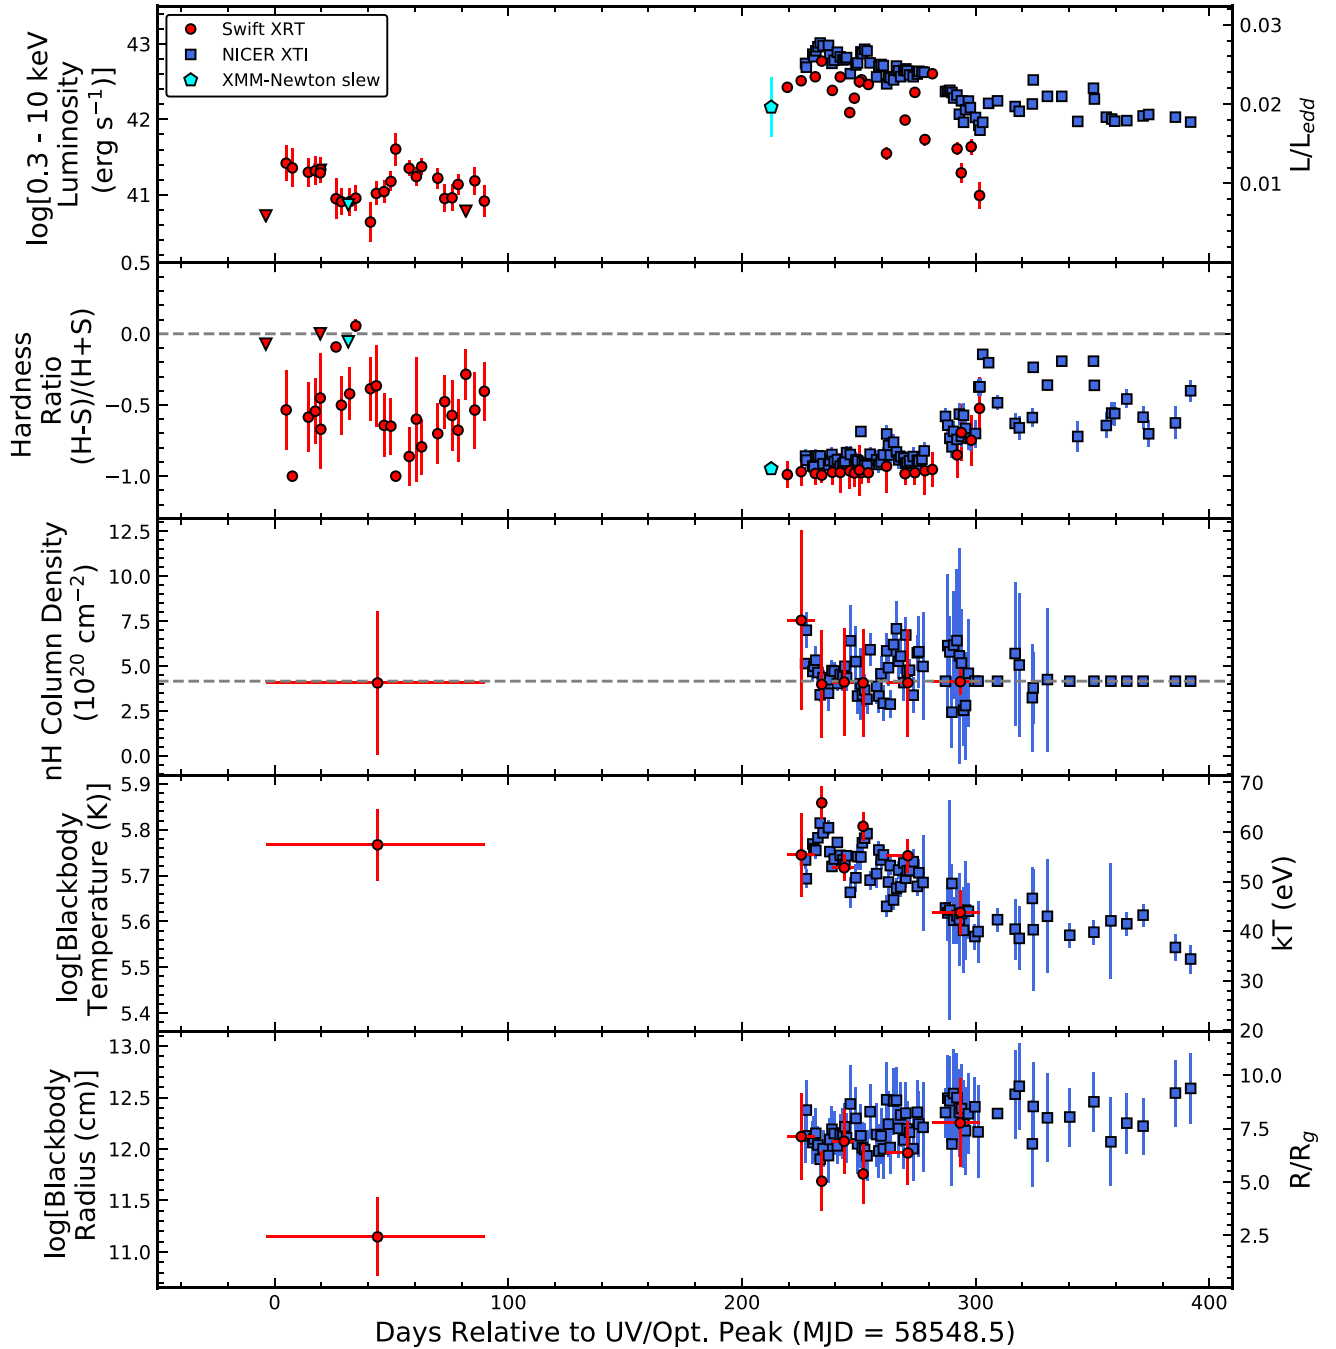 Swift XRT
NICER XTI
XMM-Newton slew
log[0.3 - 10 keV
Luminosity
(erg s⁻¹)]
43
42
41
0.03
0.02
0.01
L/L_edd
Hardness
Ratio
(H-S)/(H+S)
0.5
0.0
−0.5
−1.0
nH Column Density
(10²⁰ cm⁻²)
12.5
10.0
7.5
5.0
2.5
0.0
log[Blackbody
Temperature (K)]
5.9
5.8
5.7
5.6
5.5
5.4
70
60
50
40
30
20
kT (eV)
log[Blackbody
Radius (cm)]
13.0
12.5
12.0
11.5
11.0
10.0
7.5
5.0
2.5
R/R_g
0 100 200 300 400
Days Relative to UV/Opt. Peak (MJD = 58548.5)